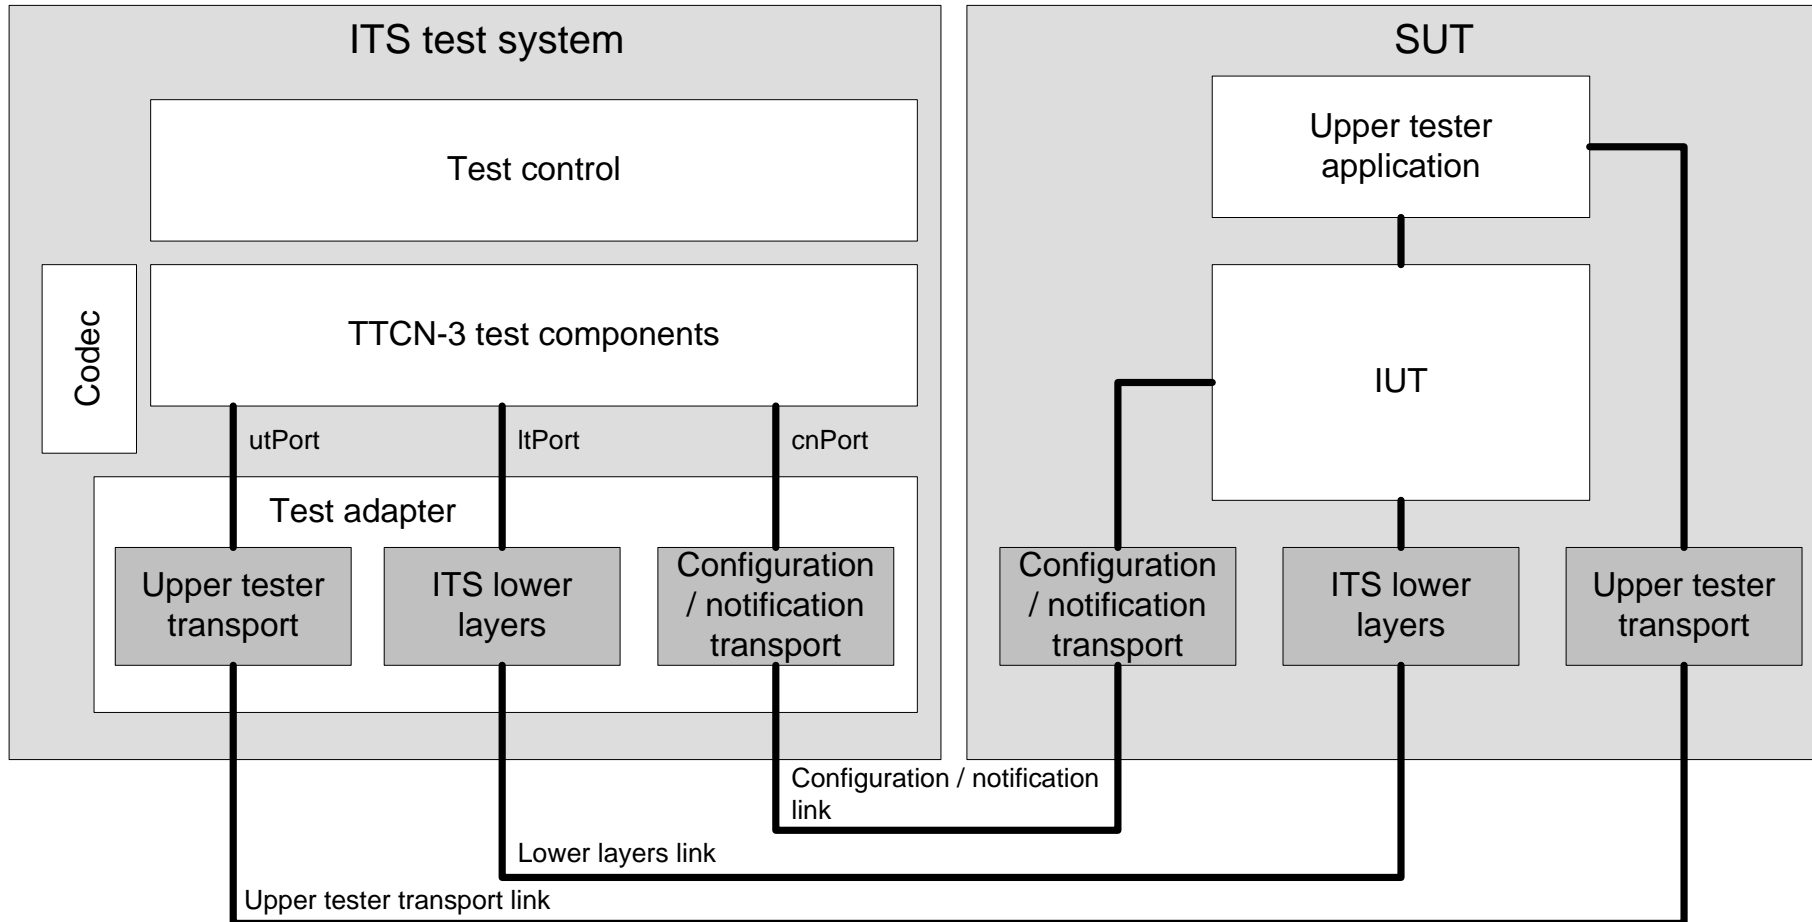 ITS test system
Test control
Codec
TTCN-3 test components
utPort
ltPort
cnPort
Test adapter
Upper tester
transport
ITS lower
layers
Configuration
/ notification
transport
SUT
Upper tester
application
IUT
Configuration
/ notification
transport
ITS lower
layers
Upper tester
transport
Configuration / notification
link
Lower layers link
Upper tester transport link